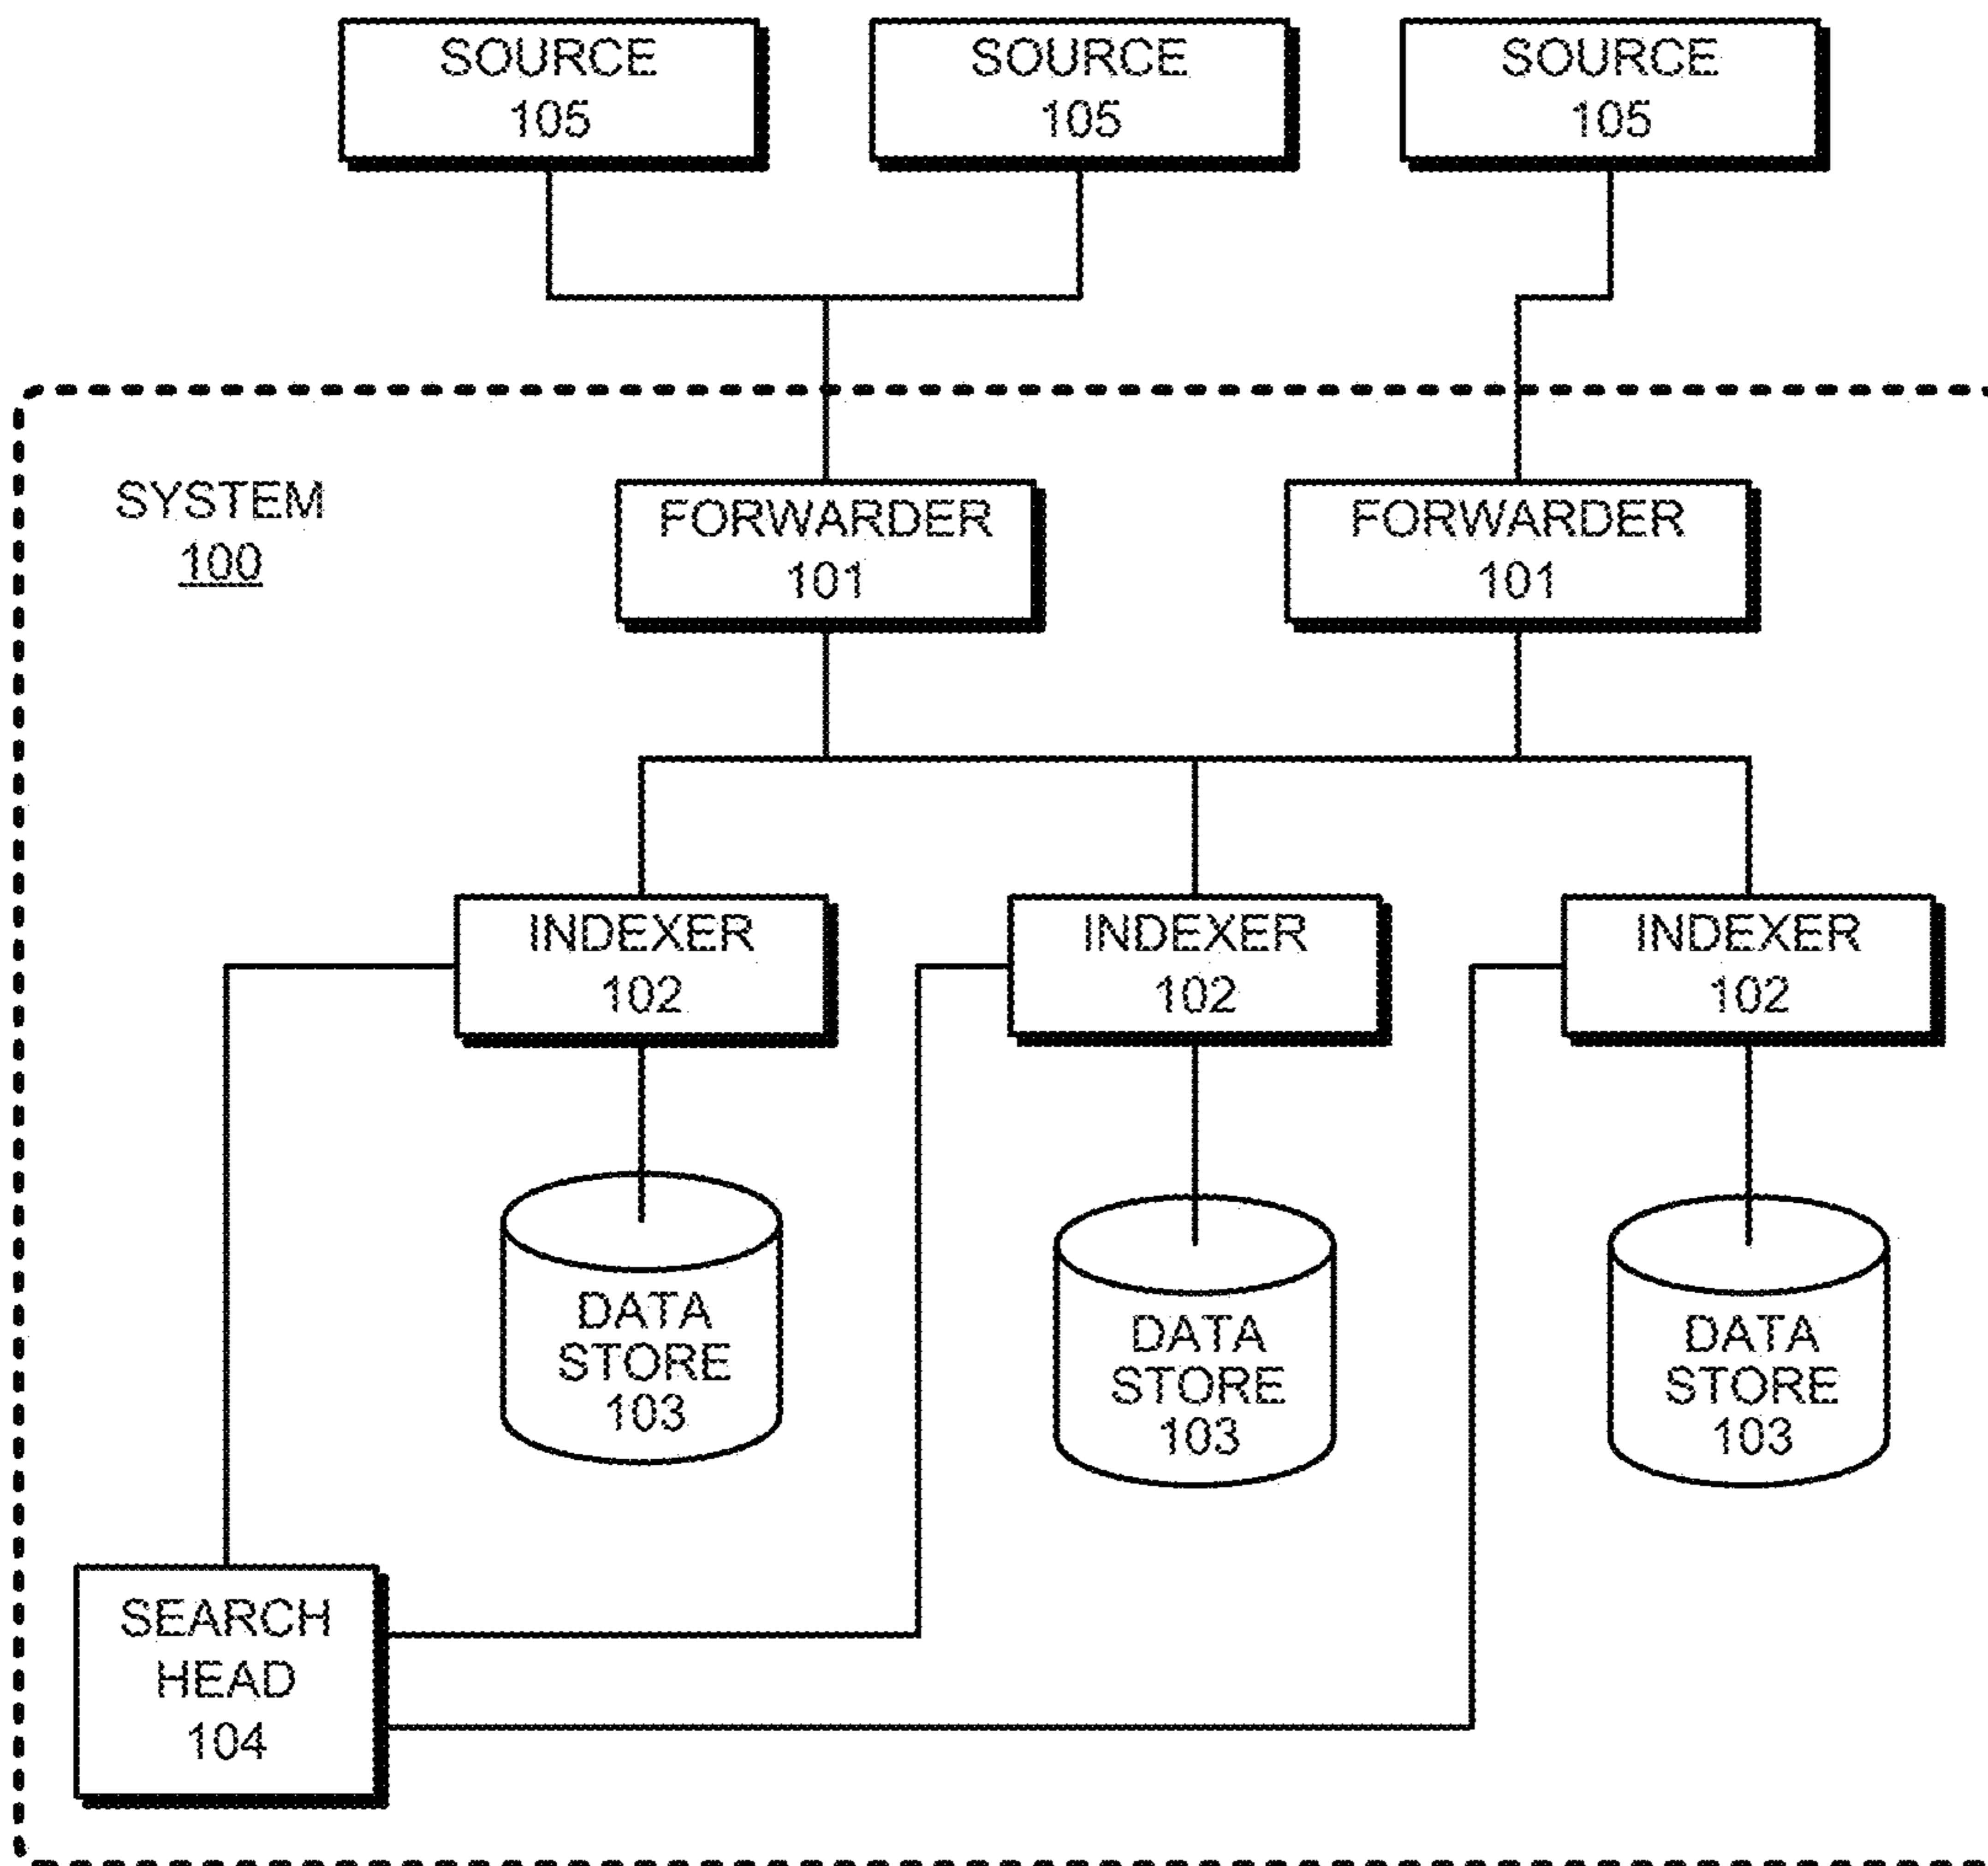 SOURCE
105
SOURCE
105
SOURCE
105
SYSTEM
100
FORWARDER
101
FORWARDER
101
INDEXER
102
INDEXER
102
INDEXER
102
DATA
STORE
103
DATA
STORE
103
DATA
STORE
103
SEARCH
HEAD
104